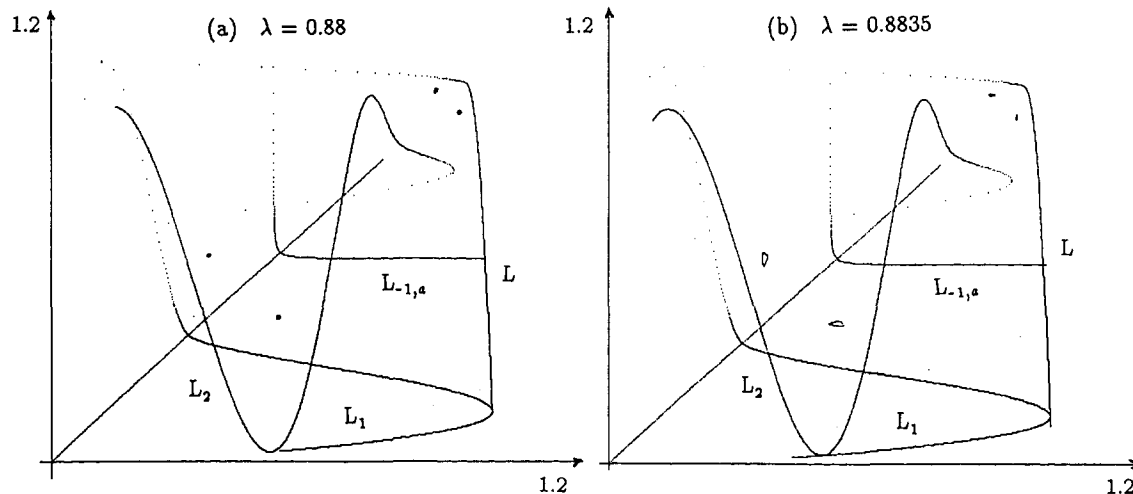 (a) λ = 0.88
1.2
L
L₋₁,ₐ
L₂
L₁
1.2
(b) λ = 0.8835
1.2
L
L₋₁,ₐ
L₂
L₁
1.2